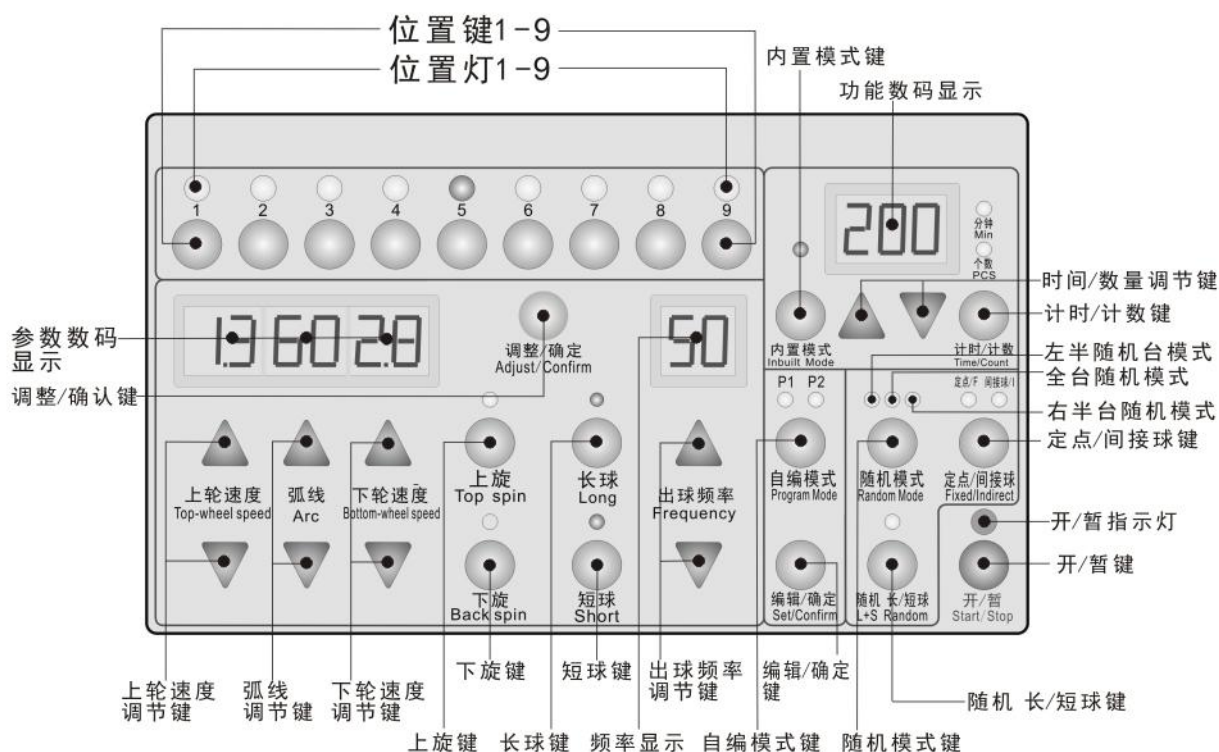 位置键1-9
位置灯1-9
内置模式键
功能数码显示
1 2 3 4 5 6 7 8 9
200
分钟
Min
个数
PCS
时间/数量调节键
计时/计数键
参数数码
显示
1.3 60 2.8
调整/确定
Adjust/Confirm
50
内置模式
Inbuilt Mode
计时/计数
Time/Count
左半随机台模式
全台随机模式
右半台随机模式
调整/确认键
P1 P2
定点/F 间接球/I
定点/间接球键
上轮速度
Top-wheel speed
弧线
Arc
下轮速度
Bottom-wheel speed
上旋
Top spin
长球
Long
出球频率
Frequency
自编模式
Program Mode
随机模式
Random Mode
定点/间接球
Fixed/Indirect
开/暂指示灯
开/暂键
下旋
Back spin
短球
Short
编辑/确定
Set/Confirm
随机 长/短球
L+S Random
开/暂
Start/Stop
上轮速度
调节键
弧线
调节键
下轮速度
调节键
下旋键
短球键
出球频率
调节键
编辑/确定
键
随机 长/短球键
上旋键 长球键 频率显示 自编模式键 随机模式键